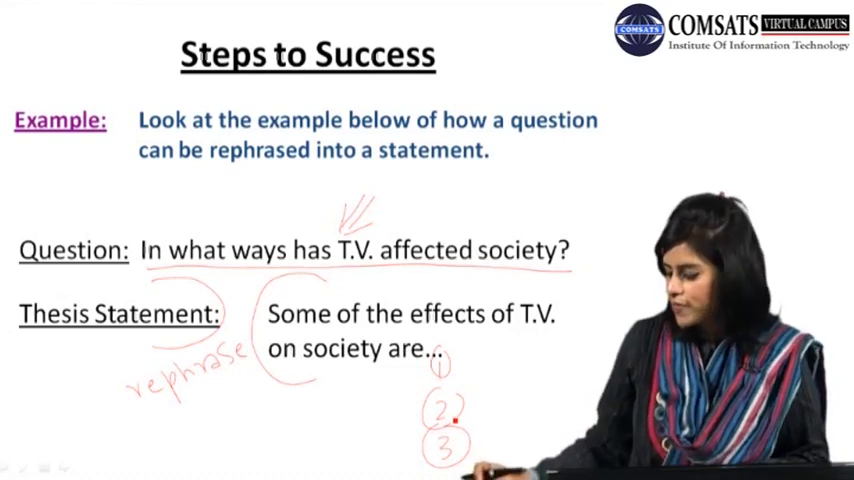 COMSATS VIRTUAL CAMPUS
Institute Of Information Technology
COMSATS
Steps to Success
Example: Look at the example below of how a question
can be rephrased into a statement.
Question: In what ways has T.V. affected society?
Thesis Statement: Some of the effects of T.V.
on society are...
rephrase
1
2.
3